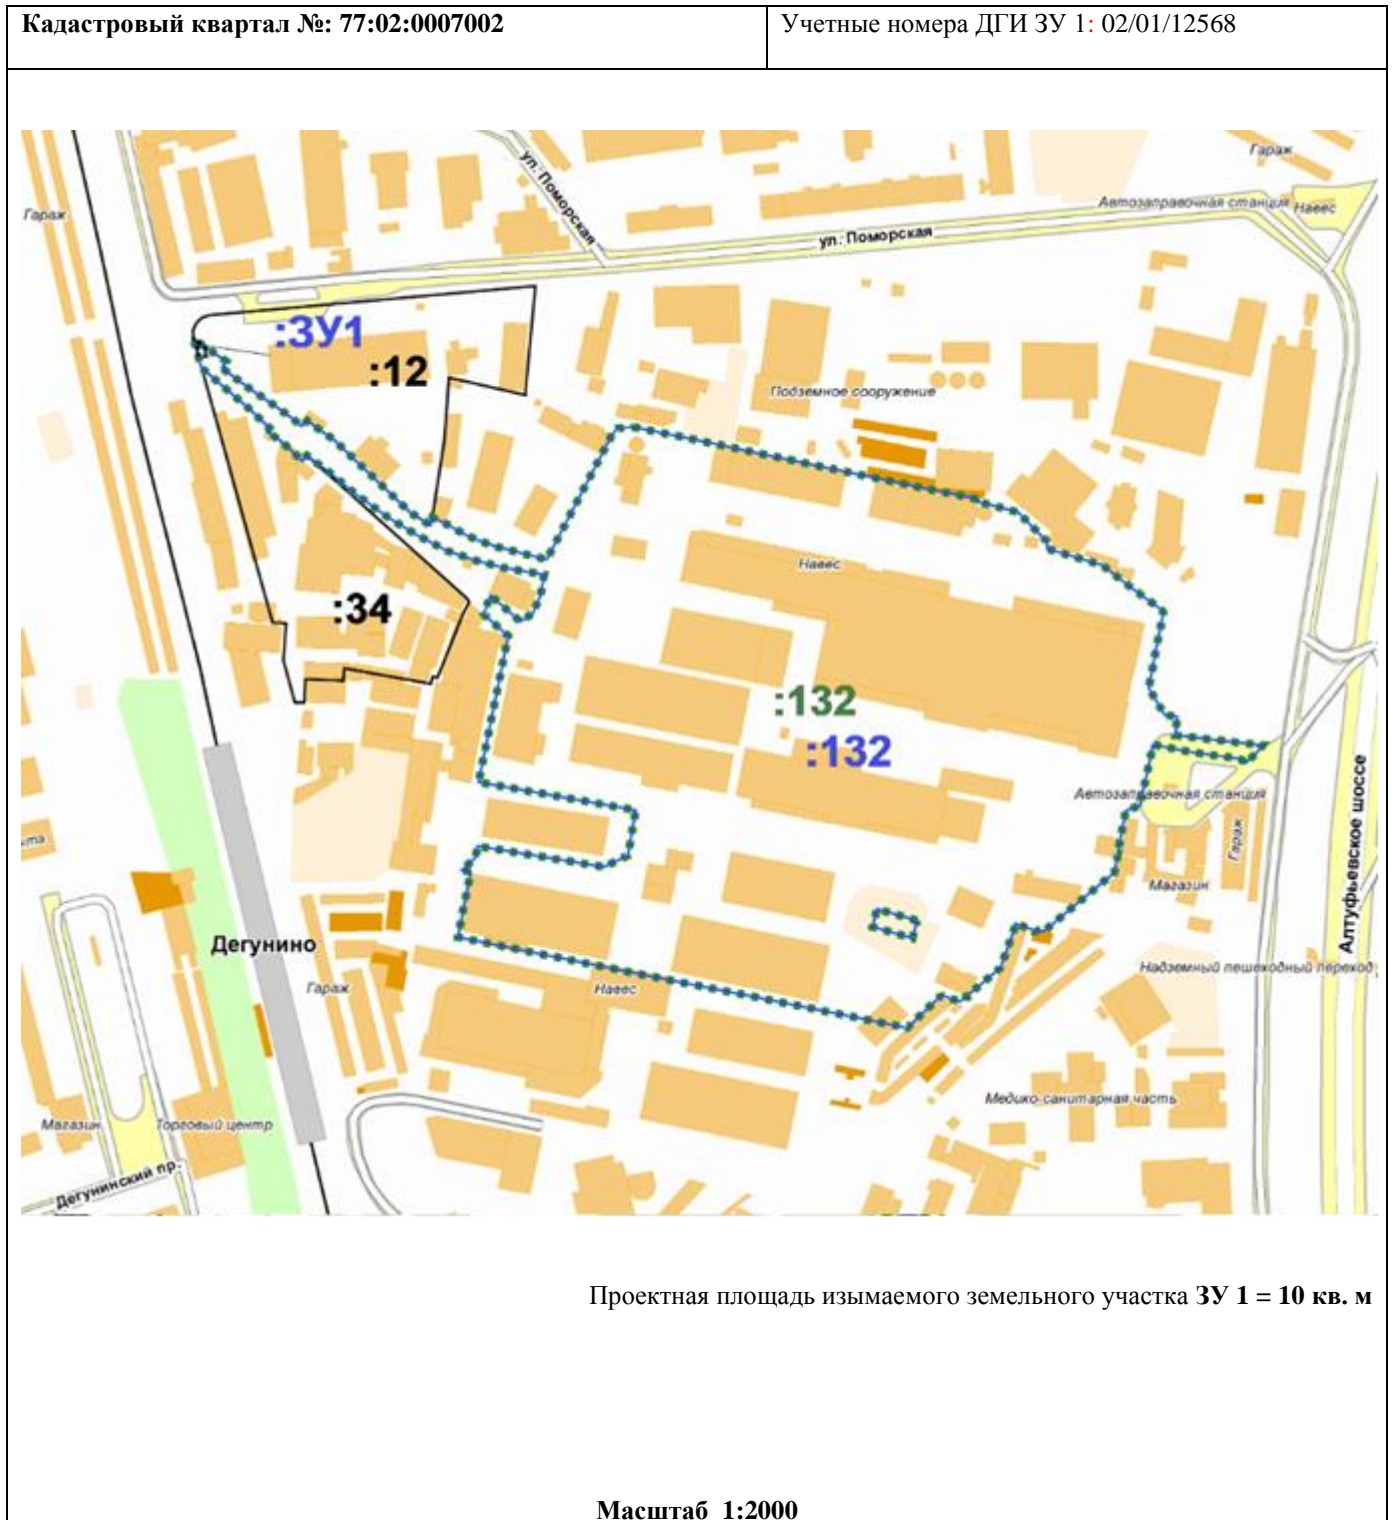 Кадастровый квартал №: 77:02:0007002
Учетные номера ДГИ ЗУ 1: 02/01/12568
Гараж
Гараж
ул. Поморская
Автозаправочная станция
Навес
ул. Поморская
:ЗУ1
:12
Подземное сооружение
Навес
:34
:132
:132
Автозаправочная станция
Гараж
Алтуфьевское шоссе
Магазин
Дегунино
Надземный пешеходный переход
Гараж
Навес
Медико-санитарная часть
Магазин
Торговый центр
Дегунинский пр.
Проектная площадь изымаемого земельного участка ЗУ 1 = 10 кв. м
Масштаб 1:2000